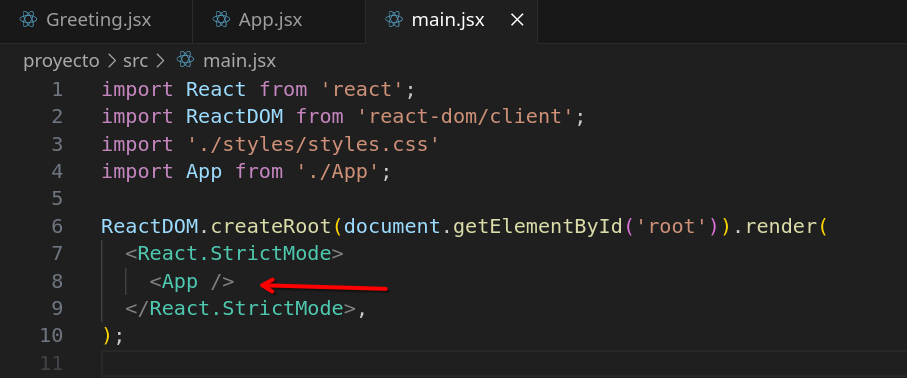 Greeting.jsx App.jsx main.jsx
proyecto > src > main.jsx
1 import React from 'react';
2 import ReactDOM from 'react-dom/client';
3 import './styles/styles.css'
4 import App from './App';
5
6 ReactDOM.createRoot(document.getElementById('root')).render(
7   <React.StrictMode>
8     <App />
9   </React.StrictMode>,
10 );
11